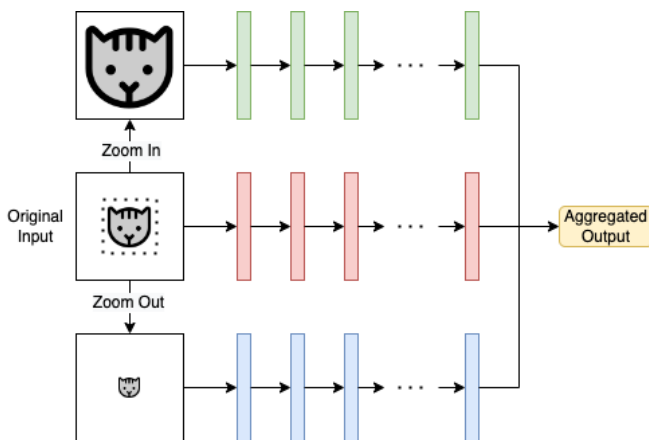 Zoom In
Original
Input
Aggregated
Output
Zoom Out